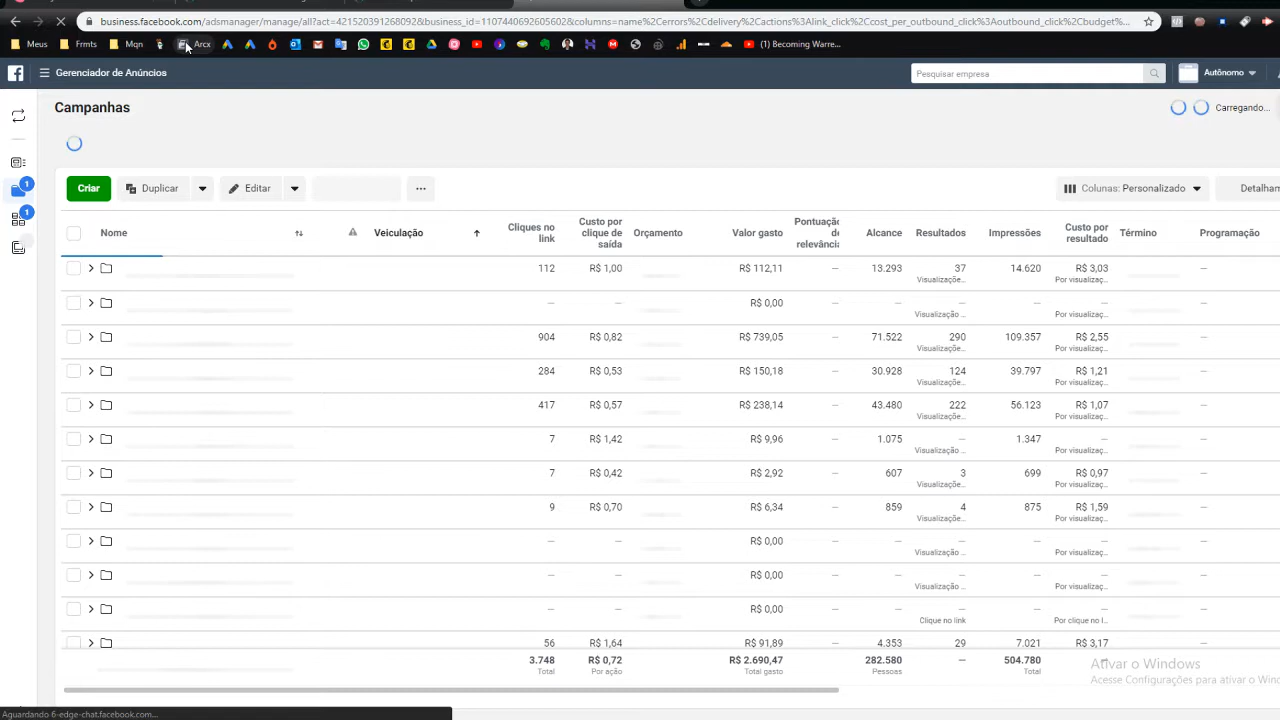 business.facebook.com/adsmanager/manage/all?act=421520391268092&business_id=1107440692605602&columns=name%2Cerrors%2Cdelivery%2Cactions%3Alink_click%2Ccost_per_outbound_click%3Aoutbound_click%2Cbudget%...
Meus Frmts Mqn Arcx (1) Becoming Warre...
Gerenciador de Anúncios Pesquisar empresa Autônomo
Campanhas Carregando...
Criar Duplicar Editar ... Colunas: Personalizado Detalham
Nome Veiculação Cliques no link Custo por clique de saída Orçamento Valor gasto Pontuaçã de relevânci Alcance Resultados Impressões Custo por resultado Término Programação
112 R$ 1,00 R$ 112,11 — 13.293 37 14.620 R$ 3,03 —
Visualizaçõe... Por visualizaç...
— — R$ 0,00 — — — — — —
Visualização ... Por visualizaç...
904 R$ 0,82 R$ 739,05 — 71.522 290 109.357 R$ 2,55 —
Visualizaçõe... Por visualizaç...
284 R$ 0,53 R$ 150,18 — 30.928 124 39.797 R$ 1,21 —
Visualizaçõe... Por visualizaç...
417 R$ 0,57 R$ 238,14 — 43.480 222 56.123 R$ 1,07 —
Visualizaçõe... Por visualizaç...
7 R$ 1,42 R$ 9,96 — 1.075 — 1.347 — —
Visualização ... Por visualizaç...
7 R$ 0,42 R$ 2,92 — 607 3 699 R$ 0,97 —
Visualizaçõe... Por visualizaç...
9 R$ 0,70 R$ 6,34 — 859 4 875 R$ 1,59 —
Visualizaçõe... Por visualizaç...
— — R$ 0,00 — — — — — —
Visualização ... Por visualizaç...
— — R$ 0,00 — — — — — —
Visualização ... Por visualizaç...
— — R$ 0,00 — — — — — —
Clique no link Por clique no l...
56 R$ 1,64 R$ 91,89 — 4.353 29 7.021 R$ 3,17 —
3.748 R$ 0,72 R$ 2.690,47 282.580 — 504.780 —
Total Por ação Total gasto Pessoas Total
Ativar o Windows
Acesse Configurações para ativar o Wind
Aguardando 6-edge-chat.facebook.com...